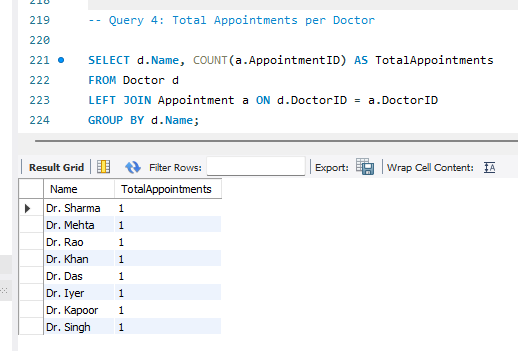 219 -- Query 4: Total Appointments per Doctor
220
221 SELECT d.Name, COUNT(a.AppointmentID) AS TotalAppointments
222 FROM Doctor d
223 LEFT JOIN Appointment a ON d.DoctorID = a.DoctorID
224 GROUP BY d.Name;
Result Grid Filter Rows: Export: Wrap Cell Content: IA
Name TotalAppointments
Dr. Sharma 1
Dr. Mehta 1
Dr. Rao 1
Dr. Khan 1
Dr. Das 1
Dr. Iyer 1
Dr. Kapoor 1
Dr. Singh 1